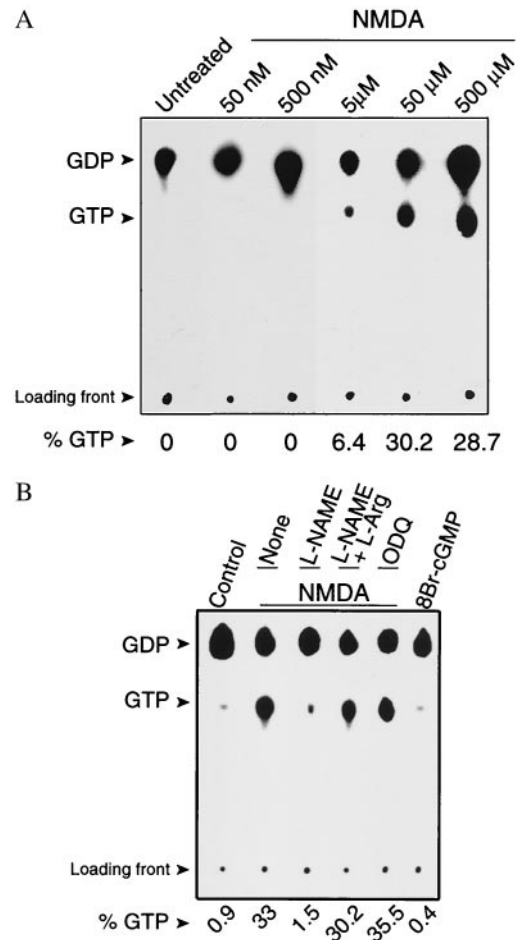 A
NMDA
Untreated
50 nM
500 nM
5μM
50 μM
500 μM
GDP ➤
GTP ➤
Loading front ➤
% GTP ➤ 0 0 0 6.4 30.2 28.7
B
Control
None
L-NAME
L-NAME
+ L-Arg
ODQ
8Br-cGMP
NMDA
GDP ➤
GTP ➤
Loading front ➤
% GTP ➤ 0.9 33 1.5 30.2 35.5 0.4